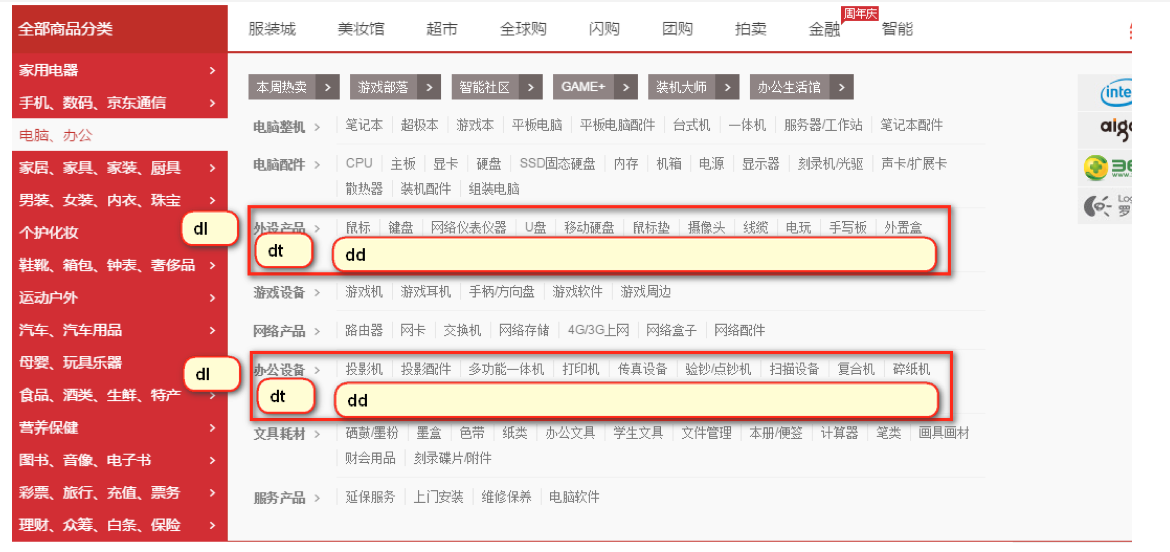 全部商品分类 服装城 美妆馆 超市 全球购 闪购 团购 拍卖 金融 周年庆 智能
家用电器 >
手机、数码、京东通信 >
电脑、办公
家居、家具、家装、厨具 >
男装、女装、内衣、珠宝 >
个护化妆
鞋靴、箱包、钟表、奢侈品 >
运动户外 >
汽车、汽车用品 >
母婴、玩具乐器
食品、酒类、生鲜、特产 >
营养保健 >
图书、音像、电子书 >
彩票、旅行、充值、票务 >
理财、众筹、白条、保险 >
本周热卖 > 游戏部落 > 智能社区 > GAME+ > 装机大师 > 办公生活馆 >
电脑整机 > 笔记本 超极本 游戏本 平板电脑 平板电脑配件 台式机 一体机 服务器/工作站 笔记本配件
电脑配件 > CPU 主板 显卡 硬盘 SSD固态硬盘 内存 机箱 电源 显示器 刻录机/光驱 声卡/扩展卡
散热器 装机配件 组装电脑
dl
外设产品 > 鼠标 键盘 网络仪表仪器 U盘 移动硬盘 鼠标垫 摄像头 线缆 电玩 手写板 外置盒
dt dd
游戏设备 > 游戏机 游戏耳机 手柄/方向盘 游戏软件 游戏周边
网络产品 > 路由器 网卡 交换机 网络存储 4G/3G上网 网络盒子 网络配件
dl
办公设备 > 投影机 投影配件 多功能一体机 打印机 传真设备 验钞/点钞机 扫描设备 复合机 碎纸机
dt dd
文具耗材 > 硒鼓/墨粉 墨盒 色带 纸类 办公文具 学生文具 文件管理 本册/便签 计算器 笔类 画具画材
财会用品 刻录碟片/附件
服务产品 > 延保服务 上门安装 维修保养 电脑软件